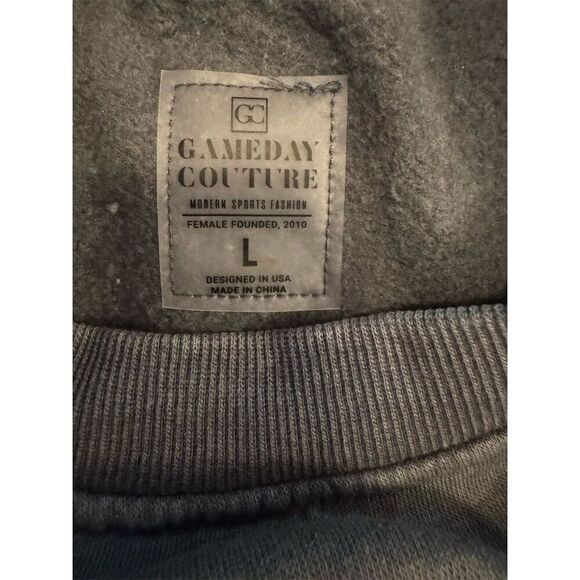 GC
GAMEDAY
COUTURE
MODERN SPORTS FASHION
FEMALE FOUNDED, 2010
L
DESIGNED IN USA
MADE IN CHINA